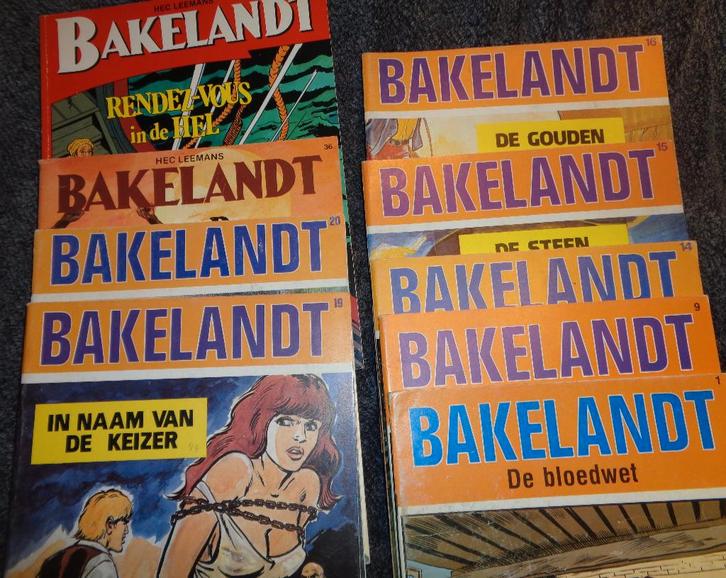 HEC LEEMANS
BAKELANDT
RENDEZ-VOUS
in de HEL
36.
HEC LEEMANS
BAKELANDT
20
BAKELANDT
19
BAKELANDT
IN NAAM VAN
DE KEIZER
16
BAKELANDT
DE GOUDEN
15
BAKELANDT
DE STEEN
14
BAKELANDT
9
BAKELANDT
1
BAKELANDT
De bloedwet